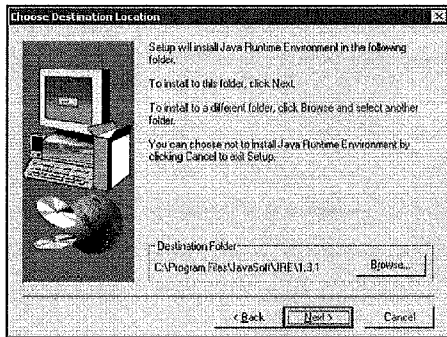 Choose Destination Location
Setup will install Java Runtime Environment in the following
folder.
To install to this folder, click Next.
To install to a different folder, click Browse and select another
folder.
You can choose not to install Java Runtime Environment by
clicking Cancel to exit Setup.
Destination Folder
C:\Program Files\JavaSoft\JRE\1.3.1
Browse...
< Back
Next >
Cancel